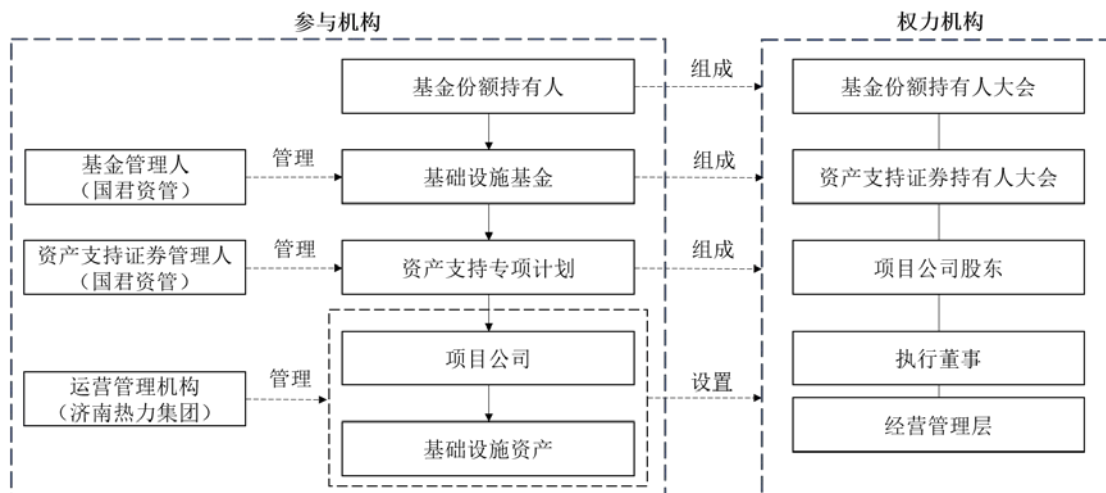 参与机构
权力机构
基金份额持有人
组成
基金份额持有人大会
基金管理人
（国君资管）
管理
基础设施基金
组成
资产支持证券持有人大会
资产支持证券管理人
（国君资管）
管理
资产支持专项计划
组成
项目公司股东
项目公司
执行董事
运营管理机构
（济南热力集团）
管理
设置
基础设施资产
经营管理层